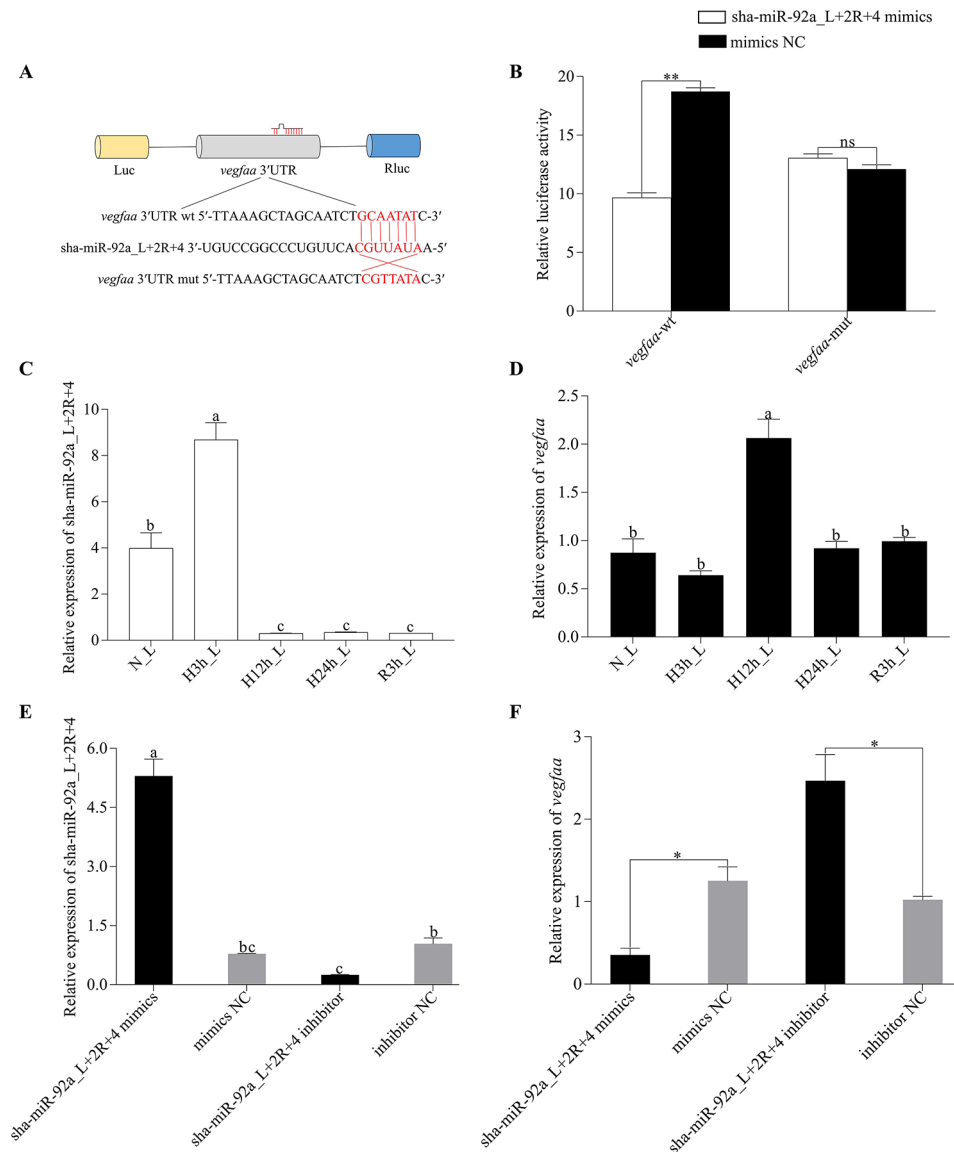 sha-miR-92a_L+2R+4 mimics
mimics NC
A
Luc
vegfaa 3'UTR
Rluc
vegfaa 3'UTR wt 5'-TTAAAGCTAGCAATCTGCAATATC-3'
sha-miR-92a_L+2R+4 3'-UGUCCGGCCCUGUUCACGUUAUAA-5'
vegfaa 3'UTR mut 5'-TTAAAGCTAGCAATCTCGTTATAC-3'
B
Relative luciferase activity
20
15
10
5
0
**
ns
vegfaa-wt
vegfaa-mut
C
Relative expression of sha-miR-92a_L+2R+4
10
8
6
4
2
0
b
a
c
c
c
N_L
H3h_L
H12h_L
H24h_L
R3h_L
D
Relative expression of vegfaa
2.5
2.0
1.5
1.0
0.5
0.0
b
b
a
b
b
N_L
H3h_L
H12h_L
H24h_L
R3h_L
E
Relative expression of sha-miR-92a_L+2R+4
6.0
4.5
3.0
1.5
0.0
a
bc
c
b
sha-miR-92a_L+2R+4 mimics
mimics NC
sha-miR-92a_L+2R+4 inhibitor
inhibitor NC
F
Relative expression of vegfaa
3
2
1
0
*
*
sha-miR-92a_L+2R+4 mimics
mimics NC
sha-miR-92a_L+2R+4 inhibitor
inhibitor NC